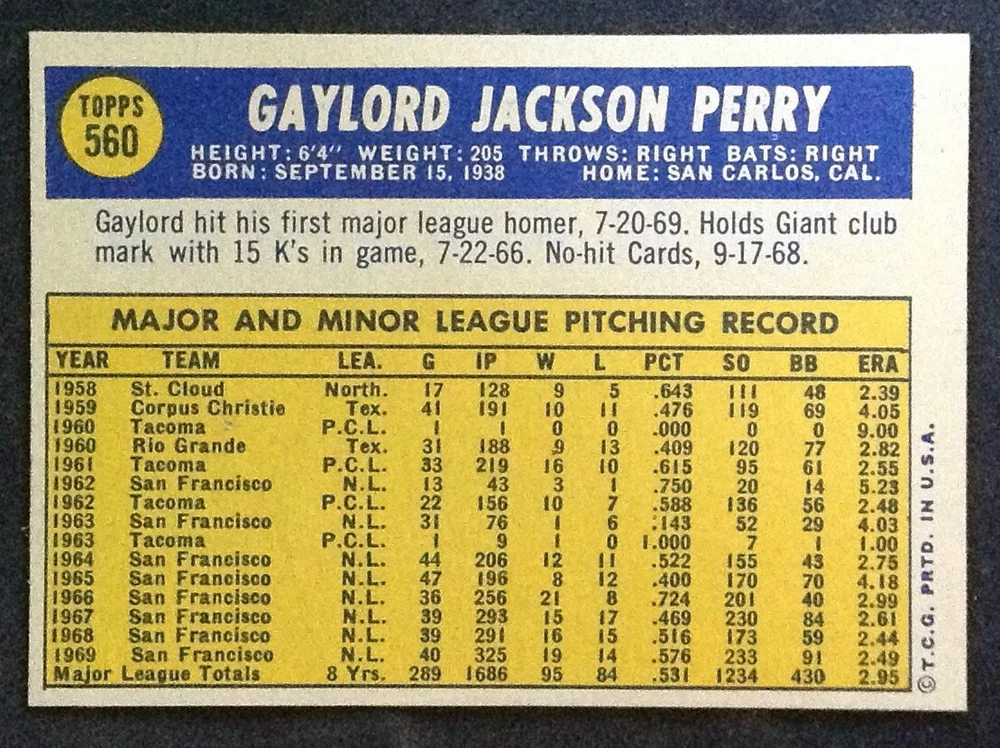 TOPPS
560
GAYLORD JACKSON PERRY
HEIGHT: 6'4" WEIGHT: 205 THROWS: RIGHT BATS: RIGHT
BORN: SEPTEMBER 15, 1938 HOME: SAN CARLOS, CAL.
Gaylord hit his first major league homer, 7-20-69. Holds Giant club
mark with 15 K's in game, 7-22-66. No-hit Cards, 9-17-68.
MAJOR AND MINOR LEAGUE PITCHING RECORD
YEAR TEAM LEA. G IP W L PCT SO BB ERA
1958 St. Cloud North. 17 128 9 5 .643 111 48 2.39
1959 Corpus Christie Tex. 41 191 10 11 .476 119 69 4.05
1960 Tacoma P.C.L. 1 1 0 0 .000 0 0 9.00
1960 Rio Grande Tex. 31 188 9 13 .409 120 77 2.82
1961 Tacoma P.C.L. 33 219 16 10 .615 95 61 2.55
1962 San Francisco N.L. 13 43 3 1 .750 20 14 5.23
1962 Tacoma P.C.L. 22 156 10 7 .588 136 56 2.48
1963 San Francisco N.L. 31 76 1 6 .143 52 29 4.03
1963 Tacoma P.C.L. 1 9 1 0 1.000 7 1 1.00
1964 San Francisco N.L. 44 206 12 11 .522 155 43 2.75
1965 San Francisco N.L. 47 196 8 12 .400 170 70 4.18
1966 San Francisco N.L. 36 256 21 8 .724 201 40 2.99
1967 San Francisco N.L. 39 293 15 17 .469 230 84 2.61
1968 San Francisco N.L. 39 291 16 15 .516 173 59 2.44
1969 San Francisco N.L. 40 325 19 14 .576 233 91 2.49
Major League Totals 8 Yrs. 289 1686 95 84 .531 1234 430 2.95
© T.C.G. PRTD. IN U.S.A.